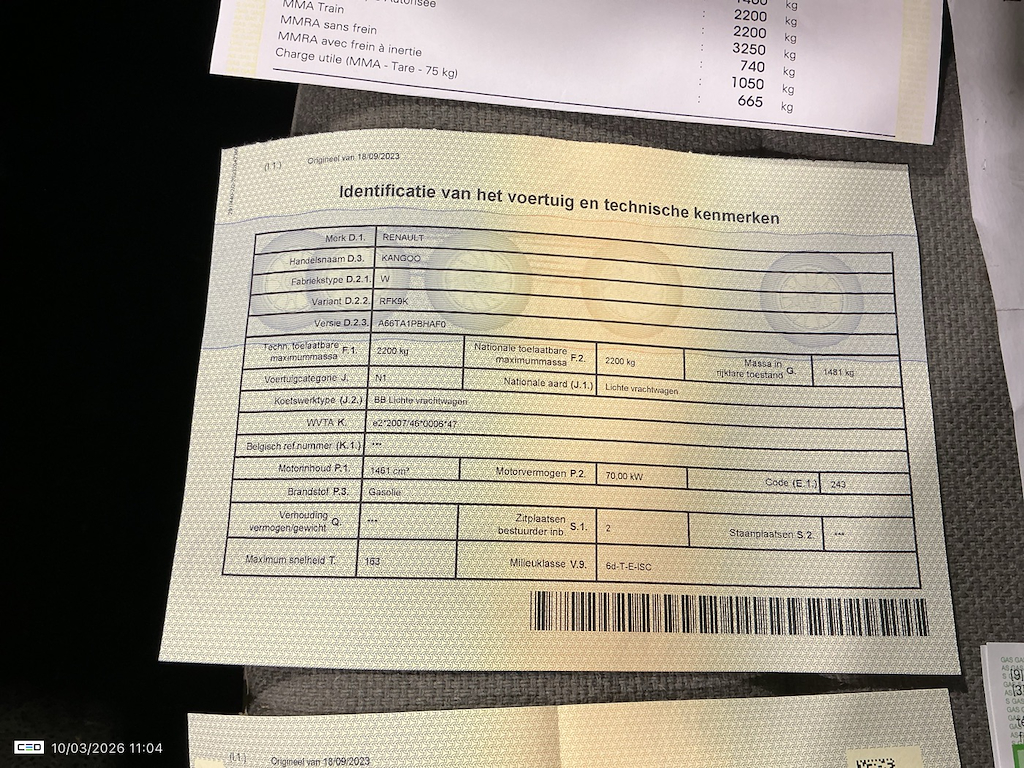 Autorisée
MMA Train : 2200 kg
MMRA sans frein : 2200 kg
MMRA avec frein à inertie : 3250 kg
Charge utile (MMA - Tare - 75 kg) : 740 kg
: 1050 kg
: 665 kg
(I.1.) Origineel van 18/09/2023
Identificatie van het voertuig en technische kenmerken
Merk D.1. RENAULT
Handelsnaam D.3. KANGOO
Fabriekstype D.2.1. W
Variant D.2.2. RFK9K
Versie D.2.3. A66TA1PBHAF0
Techn. toelaatbare maximummassa F.1. 2200 kg Nationale toelaatbare maximummassa F.2. 2200 kg Massa in rijklare toestand G. 1481 kg
Voertuigcategorie J. N1 Nationale aard (J.1.) Lichte vrachtwagen
Koetswerktype (J.2.) BB Lichte vrachtwagen
WVTA K. e2*2007/46*0006*47
Belgisch ref.nummer (K.1.) ***
Motorinhoud P.1. 1461 cm³ Motorvermogen P.2. 70,00 kW Code (E.1.) 243
Brandstof P.3. Gasolie
Verhouding vermogen/gewicht Q. *** Zitplaatsen bestuurder inb. S.1. 2 Staanplaatsen S.2. ***
Maximum snelheid T. 163 Milieuklasse V.9. 6d-T-E-ISC
(I.1.) Origineel van 18/09/2023
GAS GAS
(9)
CEO 10/03/2026 11:04